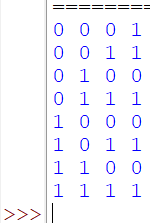 ========
0 0 0 1
0 0 1 1
0 1 0 0
0 1 1 1
1 0 0 0
1 0 1 1
1 1 0 0
1 1 1 1
>>>